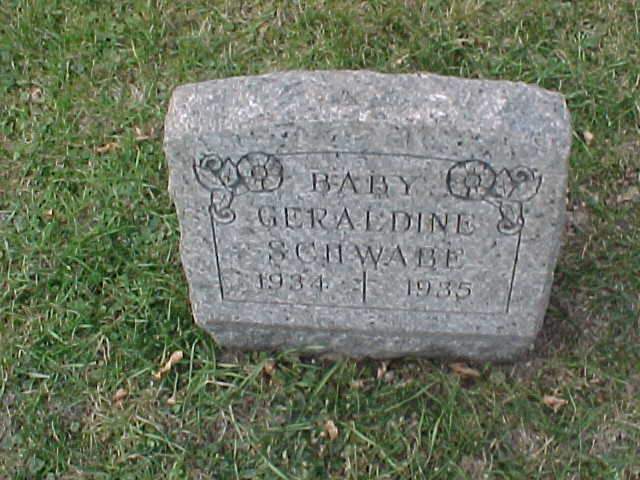 BABY
GERALDINE
SCHWABE
1934 | 1935